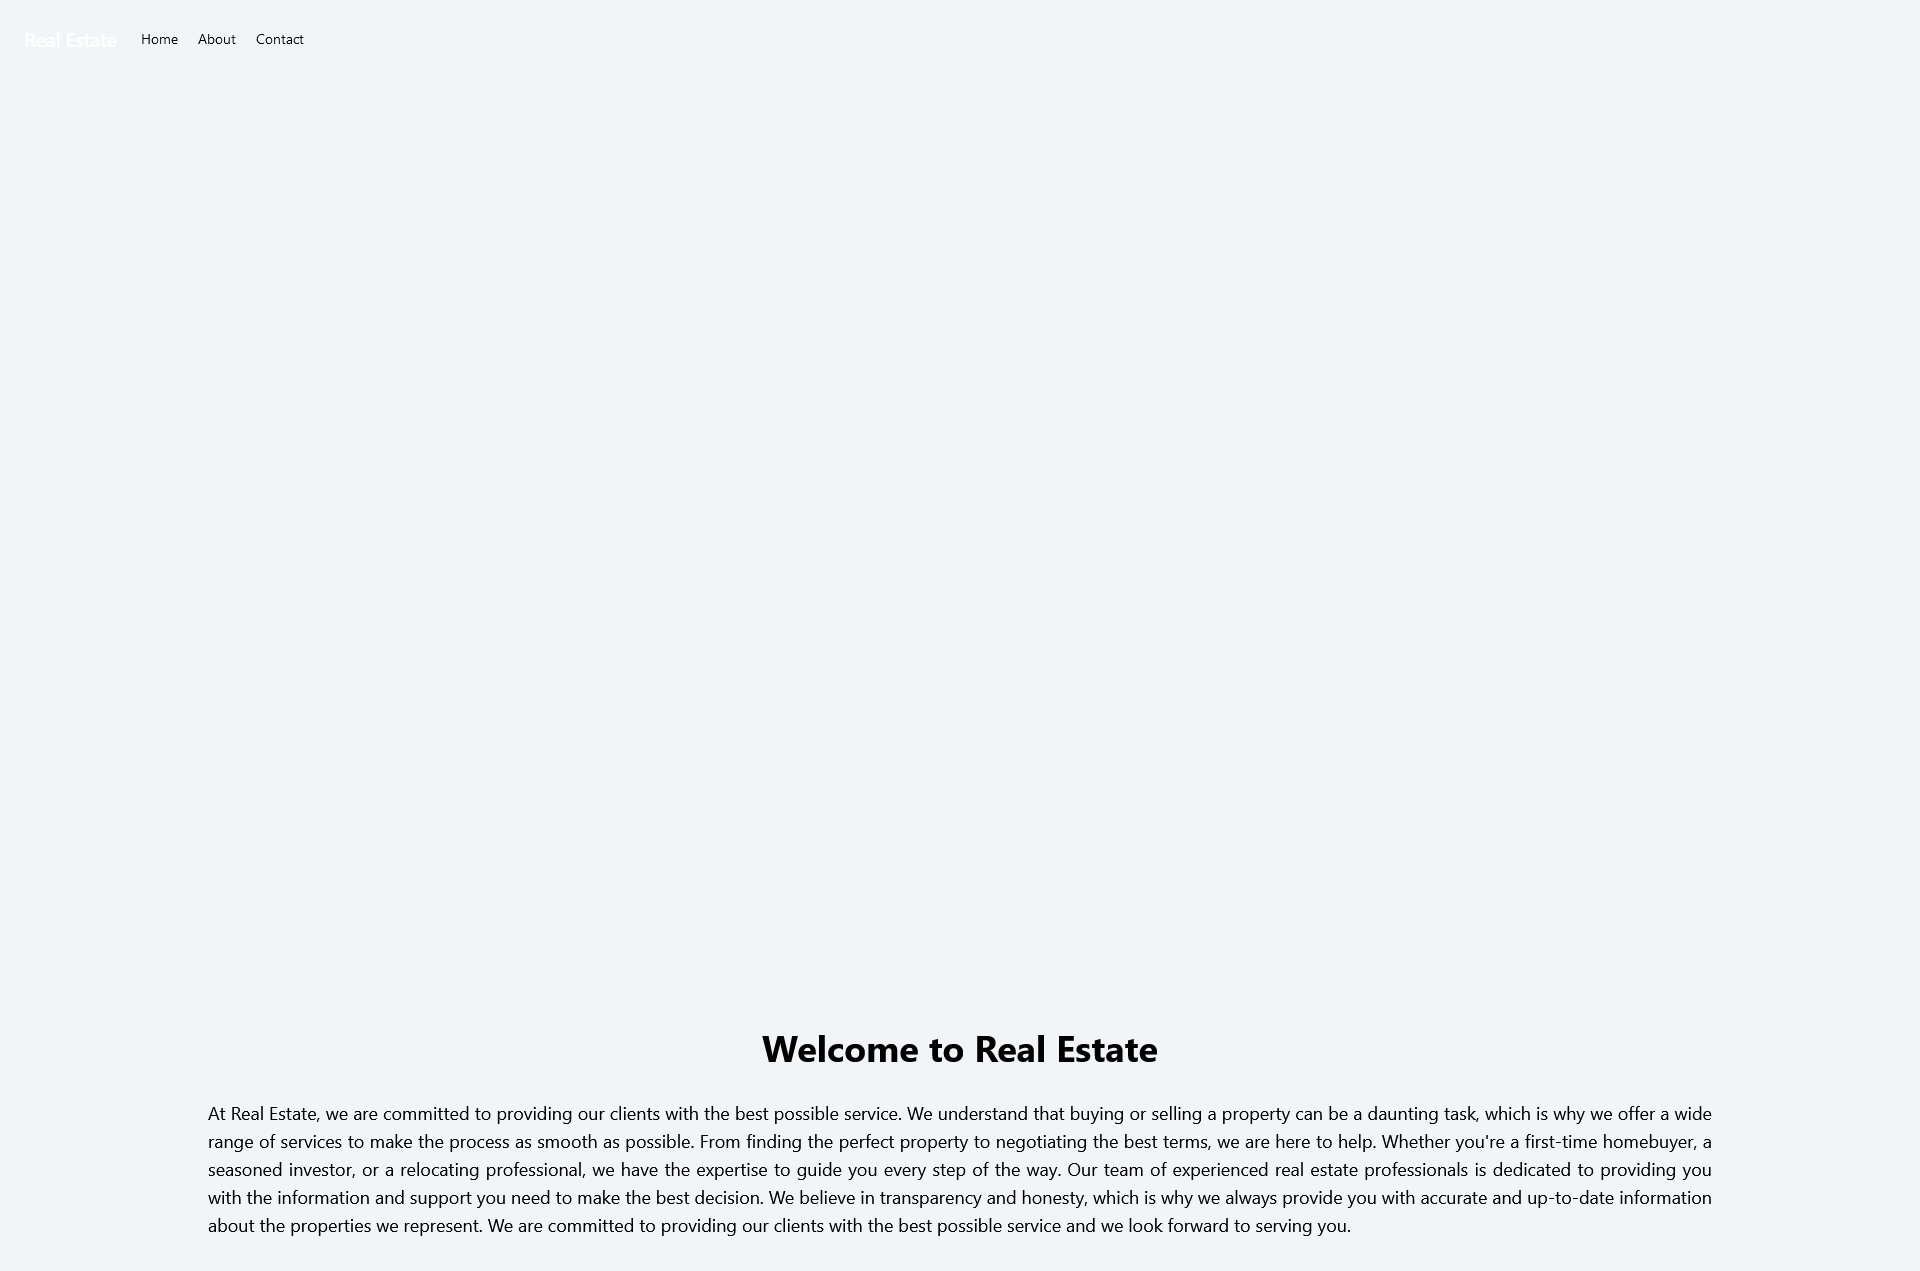 Real Estate Home About Contact
Welcome to Real Estate
At Real Estate, we are committed to providing our clients with the best possible service. We understand that buying or selling a property can be a daunting task, which is why we offer a wide
range of services to make the process as smooth as possible. From finding the perfect property to negotiating the best terms, we are here to help. Whether you're a first-time homebuyer, a
seasoned investor, or a relocating professional, we have the expertise to guide you every step of the way. Our team of experienced real estate professionals is dedicated to providing you
with the information and support you need to make the best decision. We believe in transparency and honesty, which is why we always provide you with accurate and up-to-date information
about the properties we represent. We are committed to providing our clients with the best possible service and we look forward to serving you.